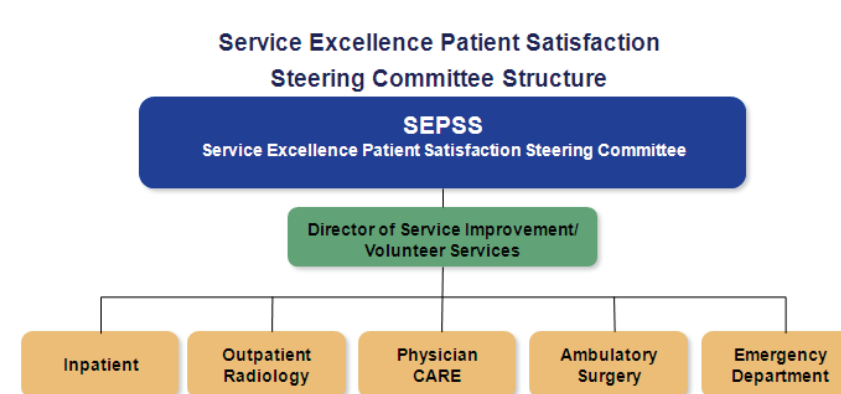 Service Excellence Patient Satisfaction
Steering Committee Structure
SEPSS
Service Excellence Patient Satisfaction Steering Committee
Director of Service Improvement/
Volunteer Services
Inpatient
Outpatient
Radiology
Physician
CARE
Ambulatory
Surgery
Emergency
Department